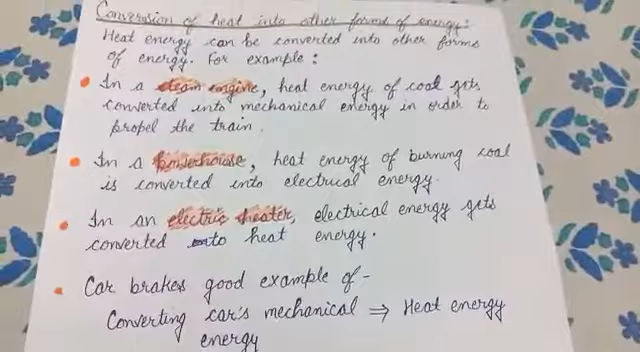 Conversion of heat into other forms of energy:
Heat energy can be converted into other forms
of energy. For example:
• In a steam engine, heat energy of coal gets
converted into mechanical energy in order to
propel the train.
• In a powerhouse, heat energy of burning coal
is converted into electrical energy.
• In an electric heater, electrical energy gets
converted into heat energy.
• Car brakes good example of-
Converting car's mechanical ⇒ Heat energy
energy